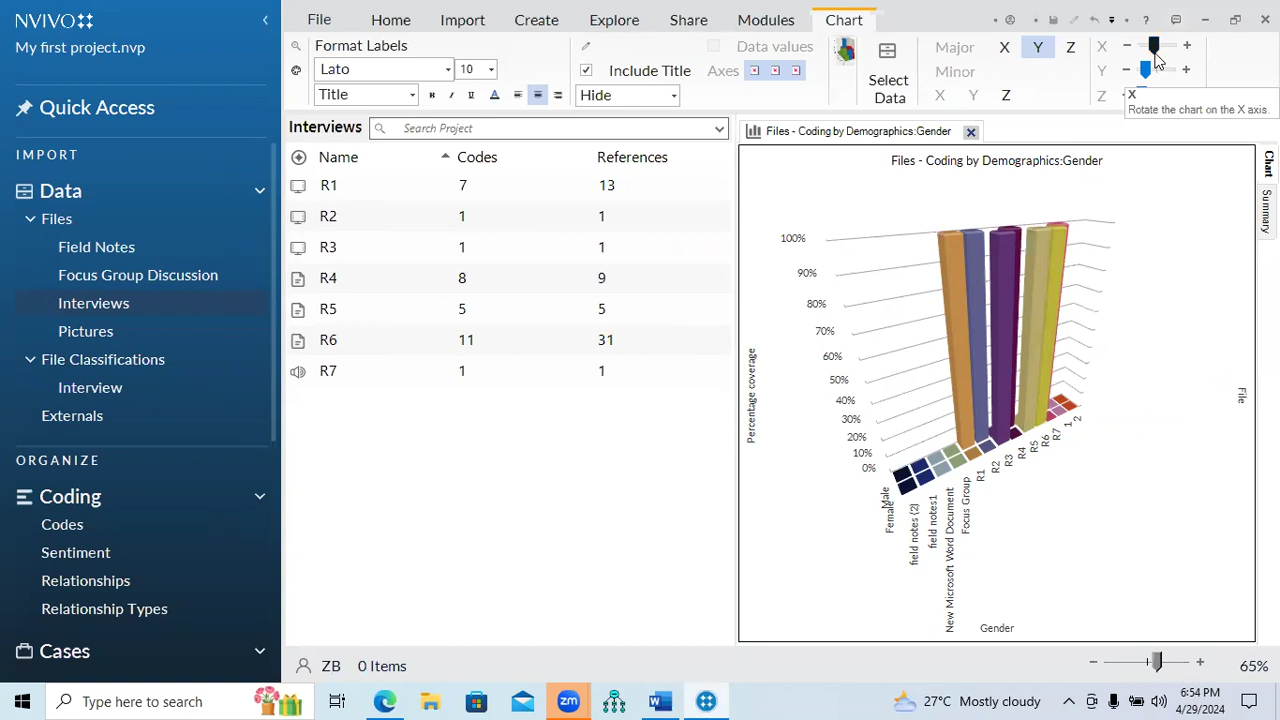 NVIVO
My first project.nvp
File Home Import Create Explore Share Modules Chart
Format Labels
Lato 10
Title
B I U A
Data values
Include Title Axes
Hide
Select Data
Major X Y Z
Minor
X Y Z
X
Y
Z
X
Rotate the chart on the X axis.
Quick Access
IMPORT
Data
Files
Field Notes
Focus Group Discussion
Interviews
Pictures
File Classifications
Interview
Externals
ORGANIZE
Coding
Codes
Sentiment
Relationships
Relationship Types
Cases
Interviews Search Project
Name Codes References
R1 7 13
R2 1 1
R3 1 1
R4 8 9
R5 5 5
R6 11 31
R7 1 1
Files - Coding by Demographics:Gender
Chart
Summary
Files - Coding by Demographics:Gender
100%
90%
80%
70%
60%
50%
40%
30%
20%
10%
0%
Percentage coverage
Male
Female
field notes (2)
field notes1
New Microsoft Word Document
Focus Group
R1
R2
R3
R4
R5
R6
R7
1
2
File
Gender
ZB 0 Items
65%
Type here to search
zm
27°C Mostly cloudy
6:54 PM
4/29/2024